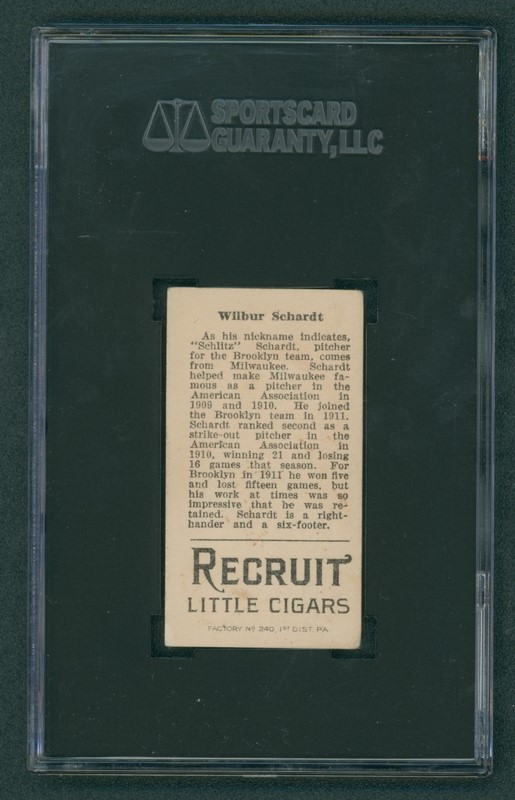 SPORTSCARD
GUARANTY, LLC
Wilbur Schardt
As his nickname indicates,
"Schlitz" Schardt, pitcher
for the Brooklyn team, comes
from Milwaukee. Schardt
helped make Milwaukee fa-
mous as a pitcher in the
American Association in
1909 and 1910. He joined
the Brooklyn team in 1911.
Schardt ranked second as a
strike-out pitcher in the
American Association in
1910, winning 21 and losing
16 games that season. For
Brooklyn in 1911 he won five
and lost fifteen games, but
his work at times was so
impressive that he was re-
tained. Schardt is a right-
hander and a six-footer.
RECRUIT
LITTLE CIGARS
FACTORY Nº 240, 1ST DIST. PA.